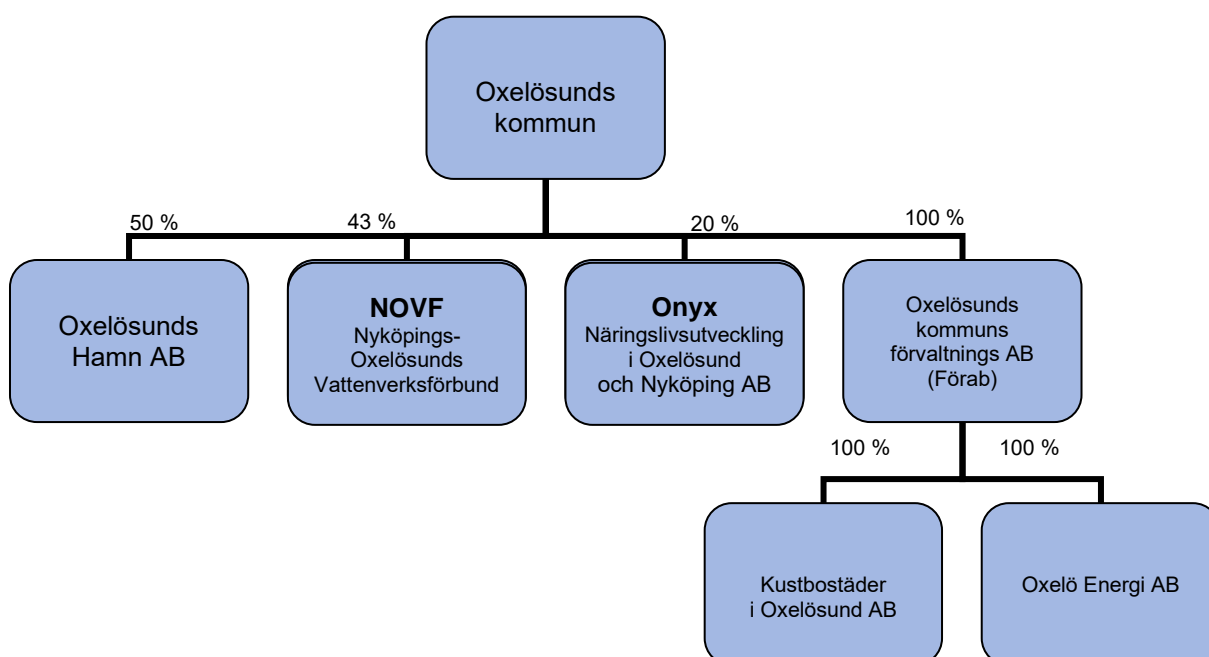 Oxelösunds
kommun
50 %
43 %
20 %
100 %
Oxelösunds
Hamn AB
NOVF
Nyköpings-
Oxelösunds
Vattenverksförbund
Onyx
Näringslivsutveckling
i Oxelösund
och Nyköping AB
Oxelösunds
kommuns
förvaltnings AB
(Förab)
100 %
100 %
Kustbostäder
i Oxelösund AB
Oxelö Energi AB